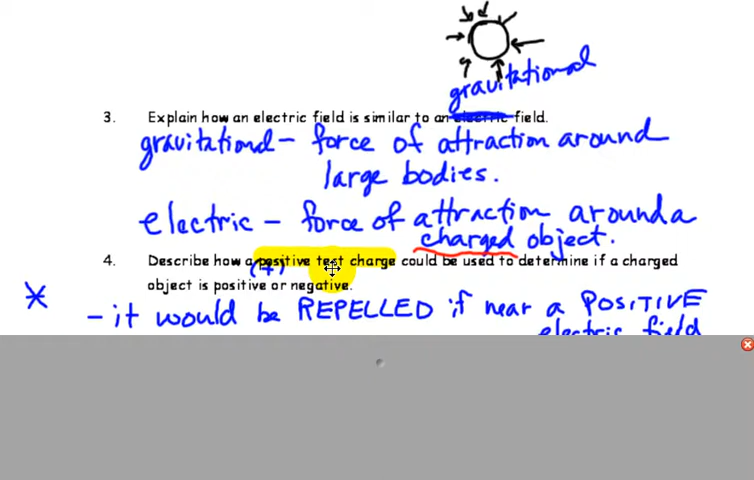 gravitational
3. Explain how an electric field is similar to an electric field.
gravitational - force of attraction around
large bodies.
electric - force of attraction around a
charged object.
4. Describe how a positive test charge could be used to determine if a charged
(+)
object is positive or negative.
* - it would be REPELLED if near a POSITIVE
electric field